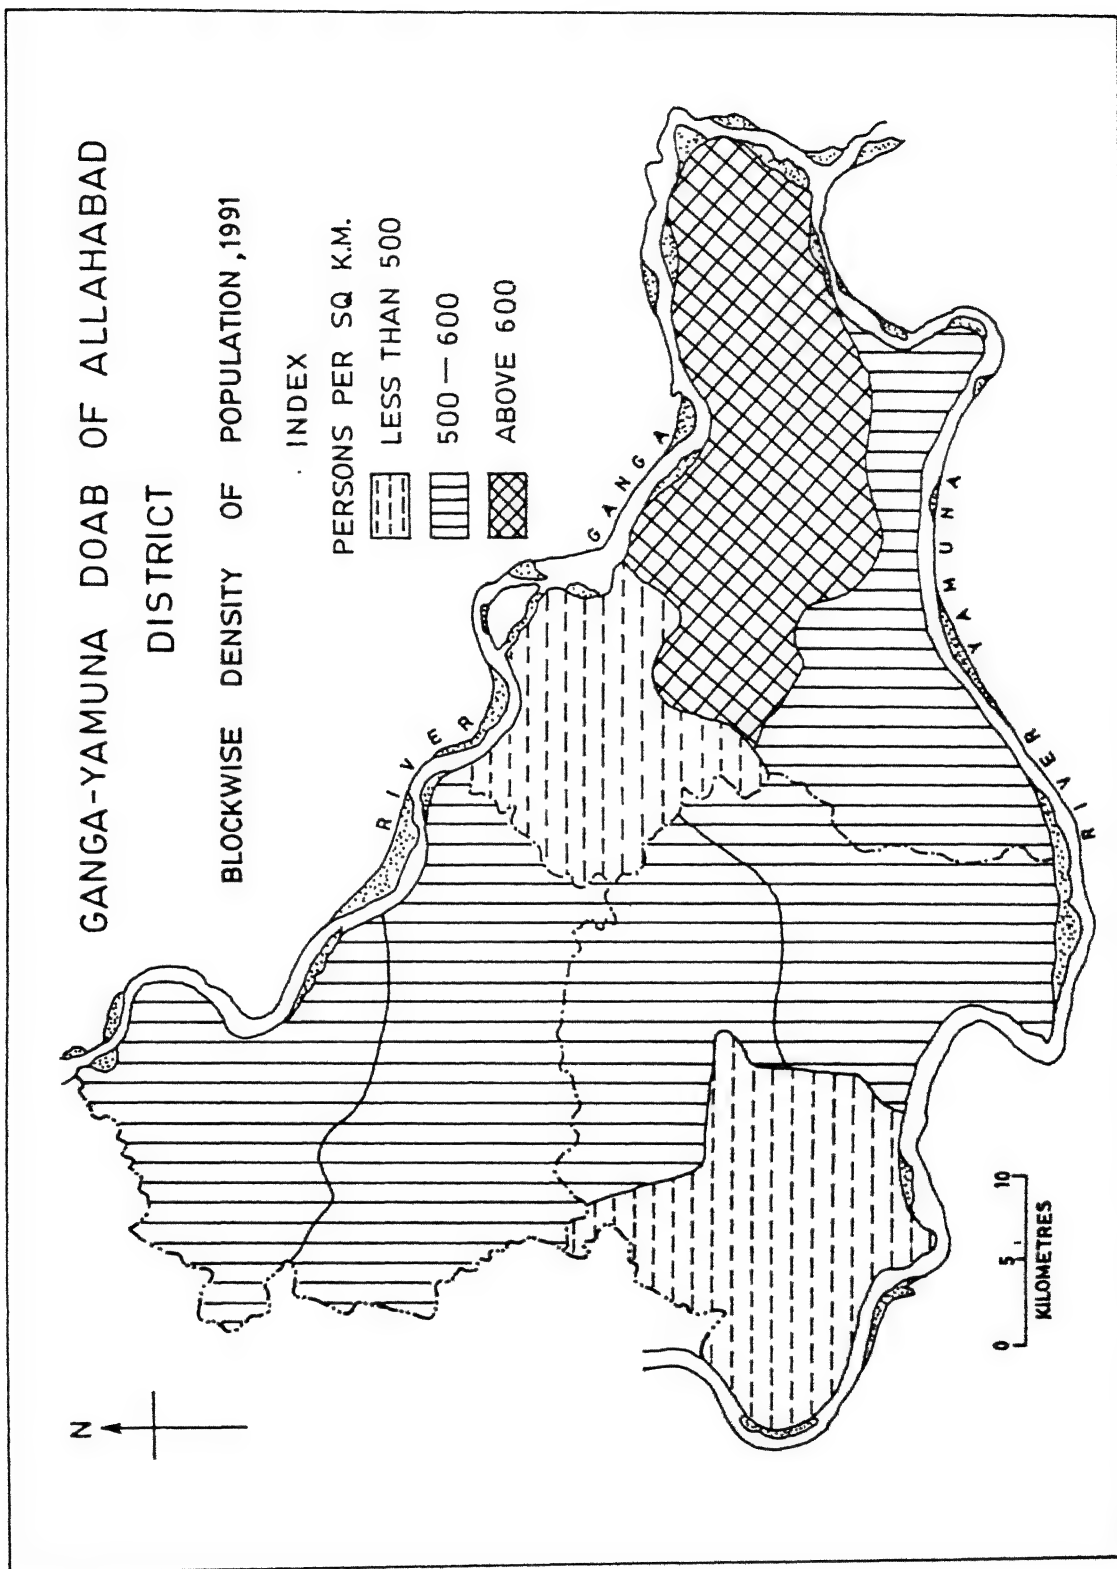 GANGA-YAMUNA DOAB OF ALLAHABAD
DISTRICT
BLOCKWISE DENSITY OF POPULATION, 1991
INDEX
PERSONS PER SQ K.M.
LESS THAN 500
500 — 600
ABOVE 600
N
RIVER GANGA
RIVER YAMUNA
0 5 10
KILOMETRES